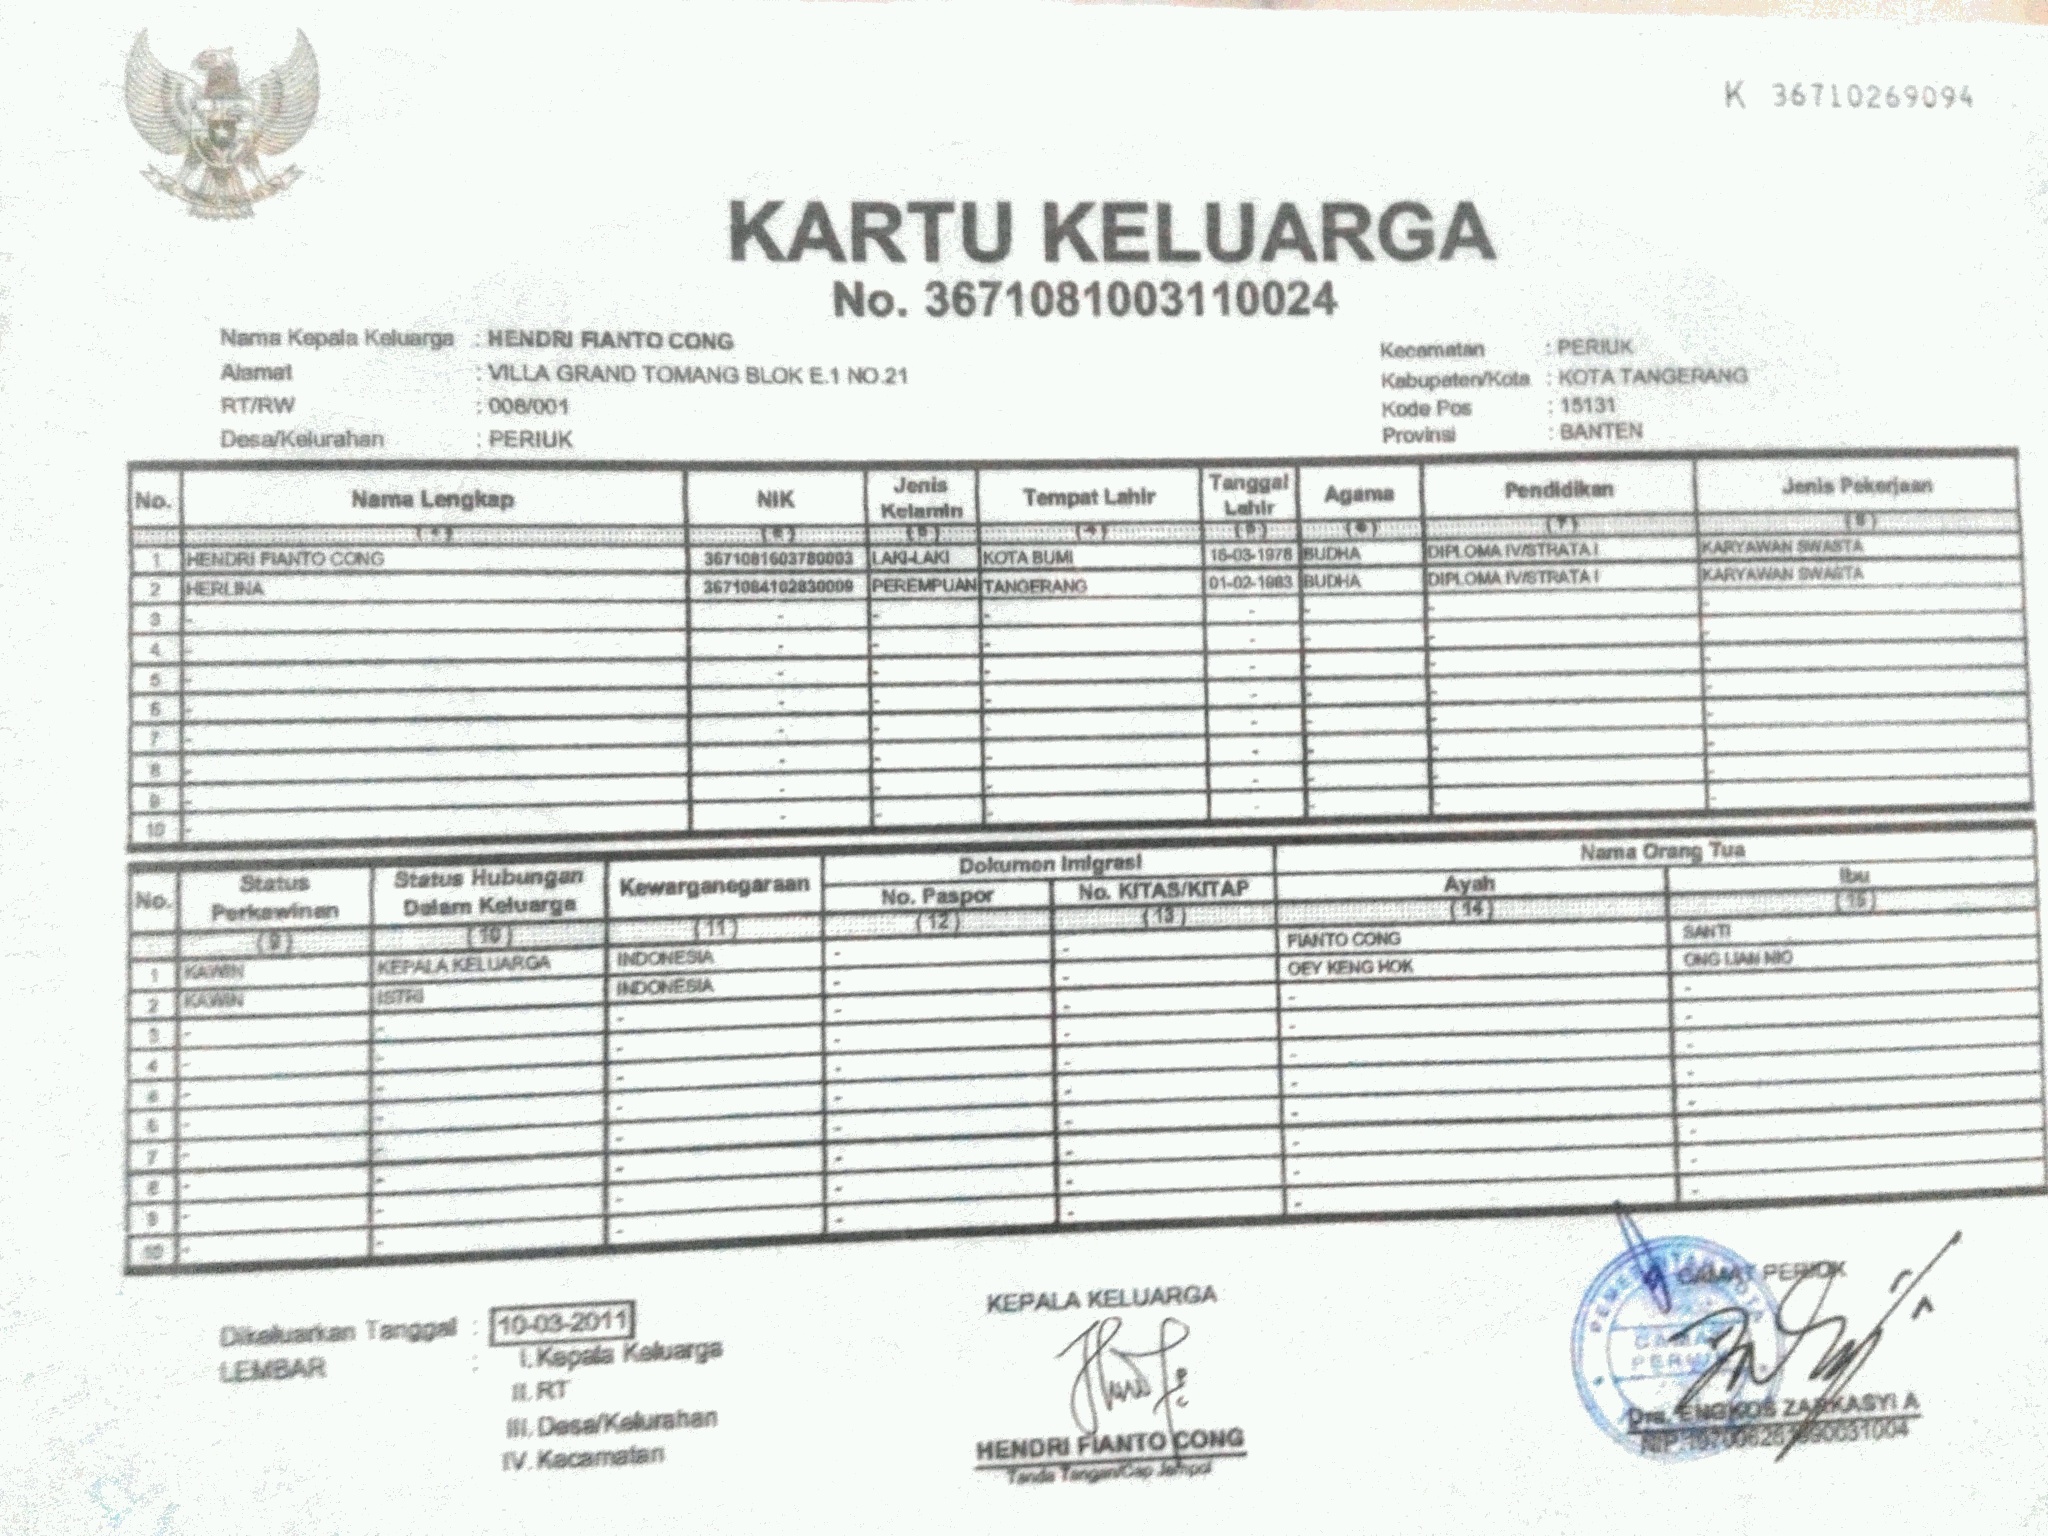 K 36710269094
KARTU KELUARGA
No. 3671081003110024
Nama Kepala Keluarga : HENDRI FIANTO CONG
Alamat : VILLA GRAND TOMANG BLOK E.1 NO.21
RT/RW : 008/001
Desa/Kelurahan : PERIUK
Kecamatan : PERIUK
Kabupaten/Kota : KOTA TANGERANG
Kode Pos : 15131
Provinsi : BANTEN
No. Nama Lengkap NIK Jenis Kelamin Tempat Lahir Tanggal Lahir Agama Pendidikan Jenis Pekerjaan
(1) (2) (3) (4) (5) (6) (7) (8)
1 HENDRI FIANTO CONG 3671081603780003 LAKI-LAKI KOTA BUMI 16-03-1978 BUDHA DIPLOMA IV/STRATA I KARYAWAN SWASTA
2 HERLINA 3671084102830009 PEREMPUAN TANGERANG 01-02-1983 BUDHA DIPLOMA IV/STRATA I KARYAWAN SWASTA
3 - - - - - - - -
4 - - - - - - - -
5 - - - - - - - -
6 - - - - - - - -
7 - - - - - - - -
8 - - - - - - - -
9 - - - - - - - -
10 - - - - - - - -
No. Status Perkawinan Status Hubungan Dalam Keluarga Kewarganegaraan Dokumen Imigrasi Nama Orang Tua
No. Paspor No. KITAS/KITAP Ayah Ibu
(9) (10) (11) (12) (13) (14) (15)
1 KAWIN KEPALA KELUARGA INDONESIA - - FIANTO CONG SANTI
2 KAWIN ISTRI INDONESIA - - OEY KENG HOK ONG LIAN NIO
3 - - - - - - -
4 - - - - - - -
5 - - - - - - -
6 - - - - - - -
7 - - - - - - -
8 - - - - - - -
9 - - - - - - -
10 - - - - - - -
Dikeluarkan Tanggal : 10-03-2011
LEMBAR : I. Kepala Keluarga
II. RT
III. Desa/Kelurahan
IV. Kecamatan
KEPALA KELUARGA
HENDRI FIANTO CONG
Tanda Tangan/Cap Jempol
CAMAT PERIUK
Drs. ENGKOS ZARKASYI A